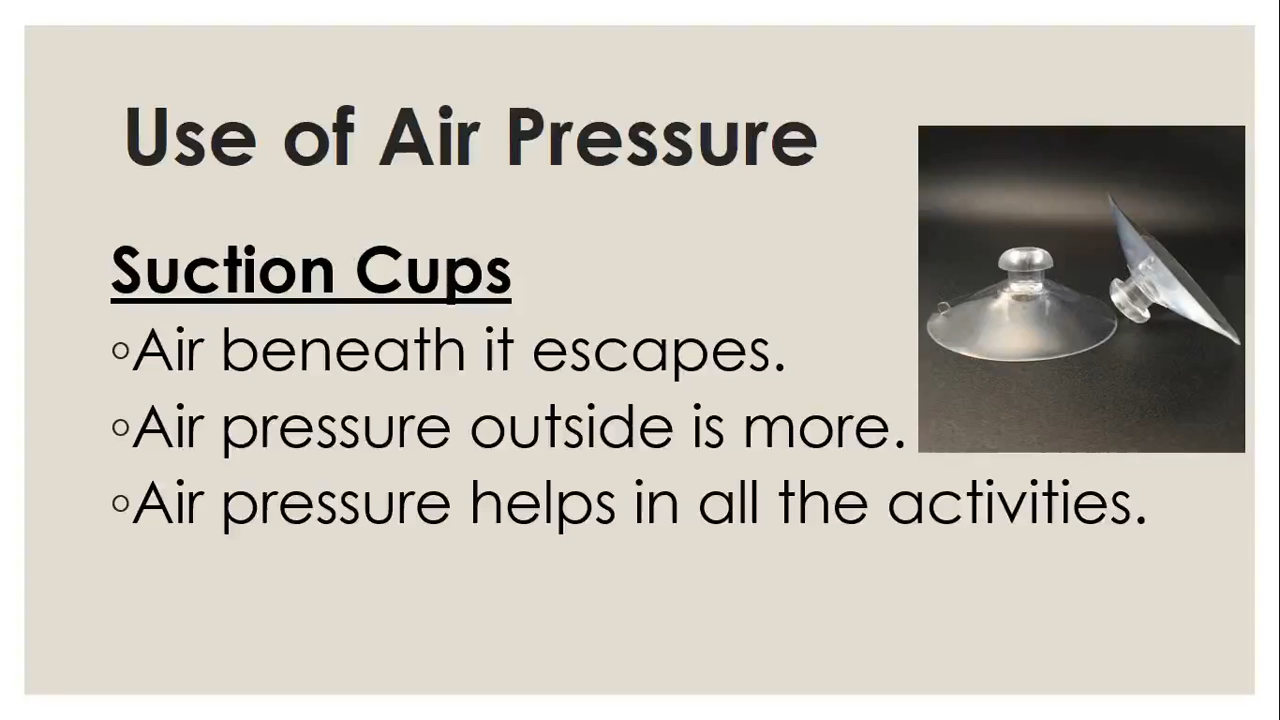 Use of Air Pressure
Suction Cups
◦Air beneath it escapes.
◦Air pressure outside is more.
◦Air pressure helps in all the activities.